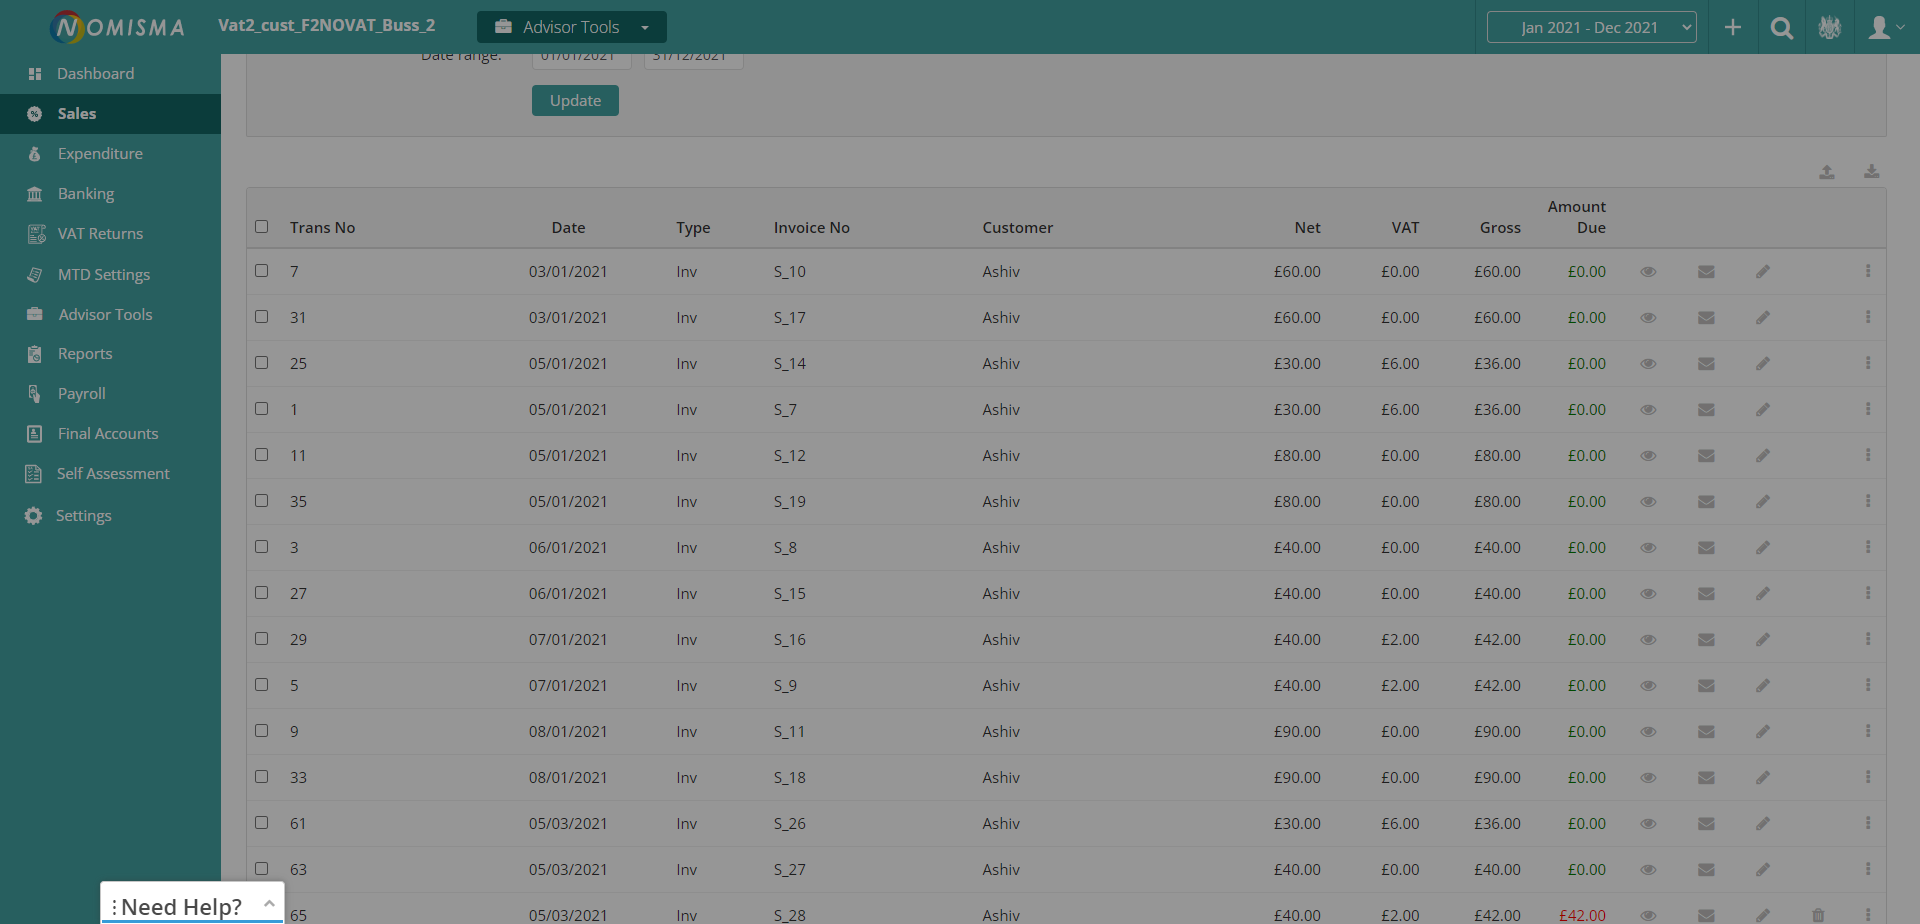 NOMISMA Vat2_cust_F2NOVAT_Buss_2 Advisor Tools Jan 2021 - Dec 2021
Dashboard
Sales
Expenditure
Banking
VAT Returns
MTD Settings
Advisor Tools
Reports
Payroll
Final Accounts
Self Assessment
Settings
Date range: 01/01/2021 31/12/2021
Update
Trans No Date Type Invoice No Customer Net VAT Gross Amount Due
7 03/01/2021 Inv S_10 Ashiv £60.00 £0.00 £60.00 £0.00
31 03/01/2021 Inv S_17 Ashiv £60.00 £0.00 £60.00 £0.00
25 05/01/2021 Inv S_14 Ashiv £30.00 £6.00 £36.00 £0.00
1 05/01/2021 Inv S_7 Ashiv £30.00 £6.00 £36.00 £0.00
11 05/01/2021 Inv S_12 Ashiv £80.00 £0.00 £80.00 £0.00
35 05/01/2021 Inv S_19 Ashiv £80.00 £0.00 £80.00 £0.00
3 06/01/2021 Inv S_8 Ashiv £40.00 £0.00 £40.00 £0.00
27 06/01/2021 Inv S_15 Ashiv £40.00 £0.00 £40.00 £0.00
29 07/01/2021 Inv S_16 Ashiv £40.00 £2.00 £42.00 £0.00
5 07/01/2021 Inv S_9 Ashiv £40.00 £2.00 £42.00 £0.00
9 08/01/2021 Inv S_11 Ashiv £90.00 £0.00 £90.00 £0.00
33 08/01/2021 Inv S_18 Ashiv £90.00 £0.00 £90.00 £0.00
61 05/03/2021 Inv S_26 Ashiv £30.00 £6.00 £36.00 £0.00
63 05/03/2021 Inv S_27 Ashiv £40.00 £0.00 £40.00 £0.00
65 05/03/2021 Inv S_28 Ashiv £40.00 £2.00 £42.00 £42.00
Need Help?